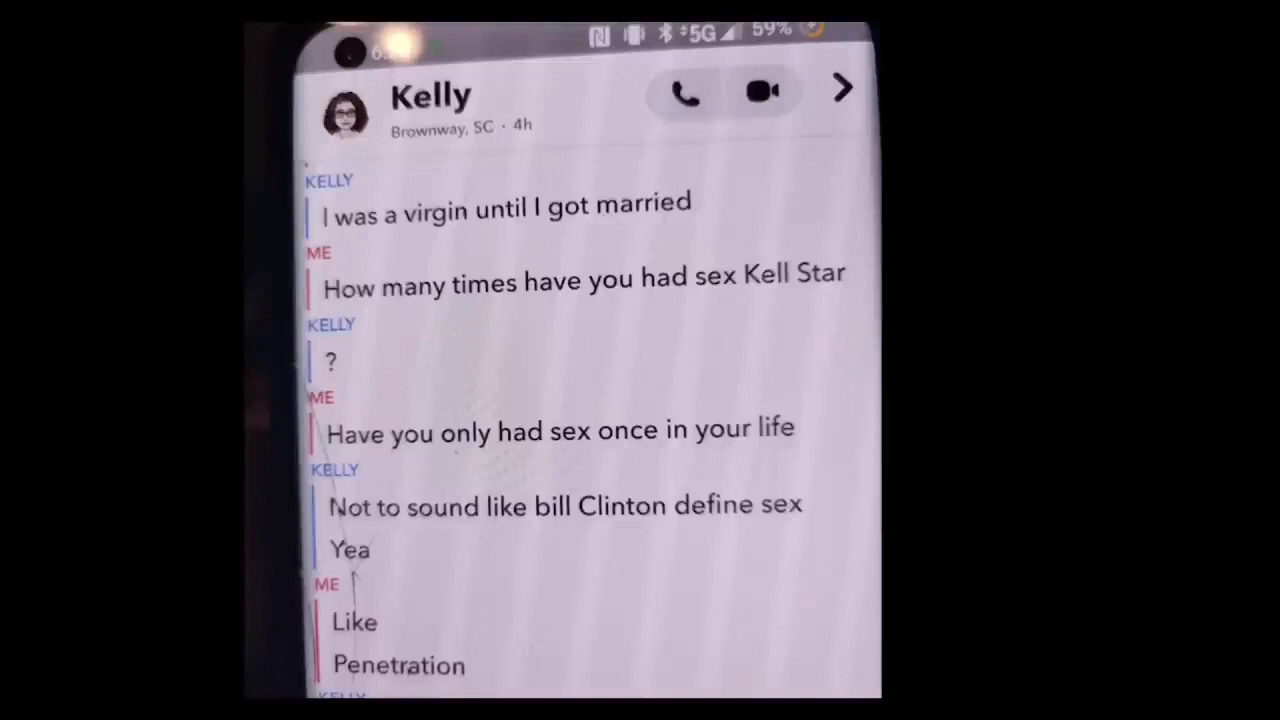 5G 59%
Kelly
Brownway, SC · 4h
KELLY
I was a virgin until I got married
ME
How many times have you had sex Kell Star
KELLY
?
ME
Have you only had sex once in your life
KELLY
Not to sound like bill Clinton define sex
Yea
ME
Like
Penetration
KELLY